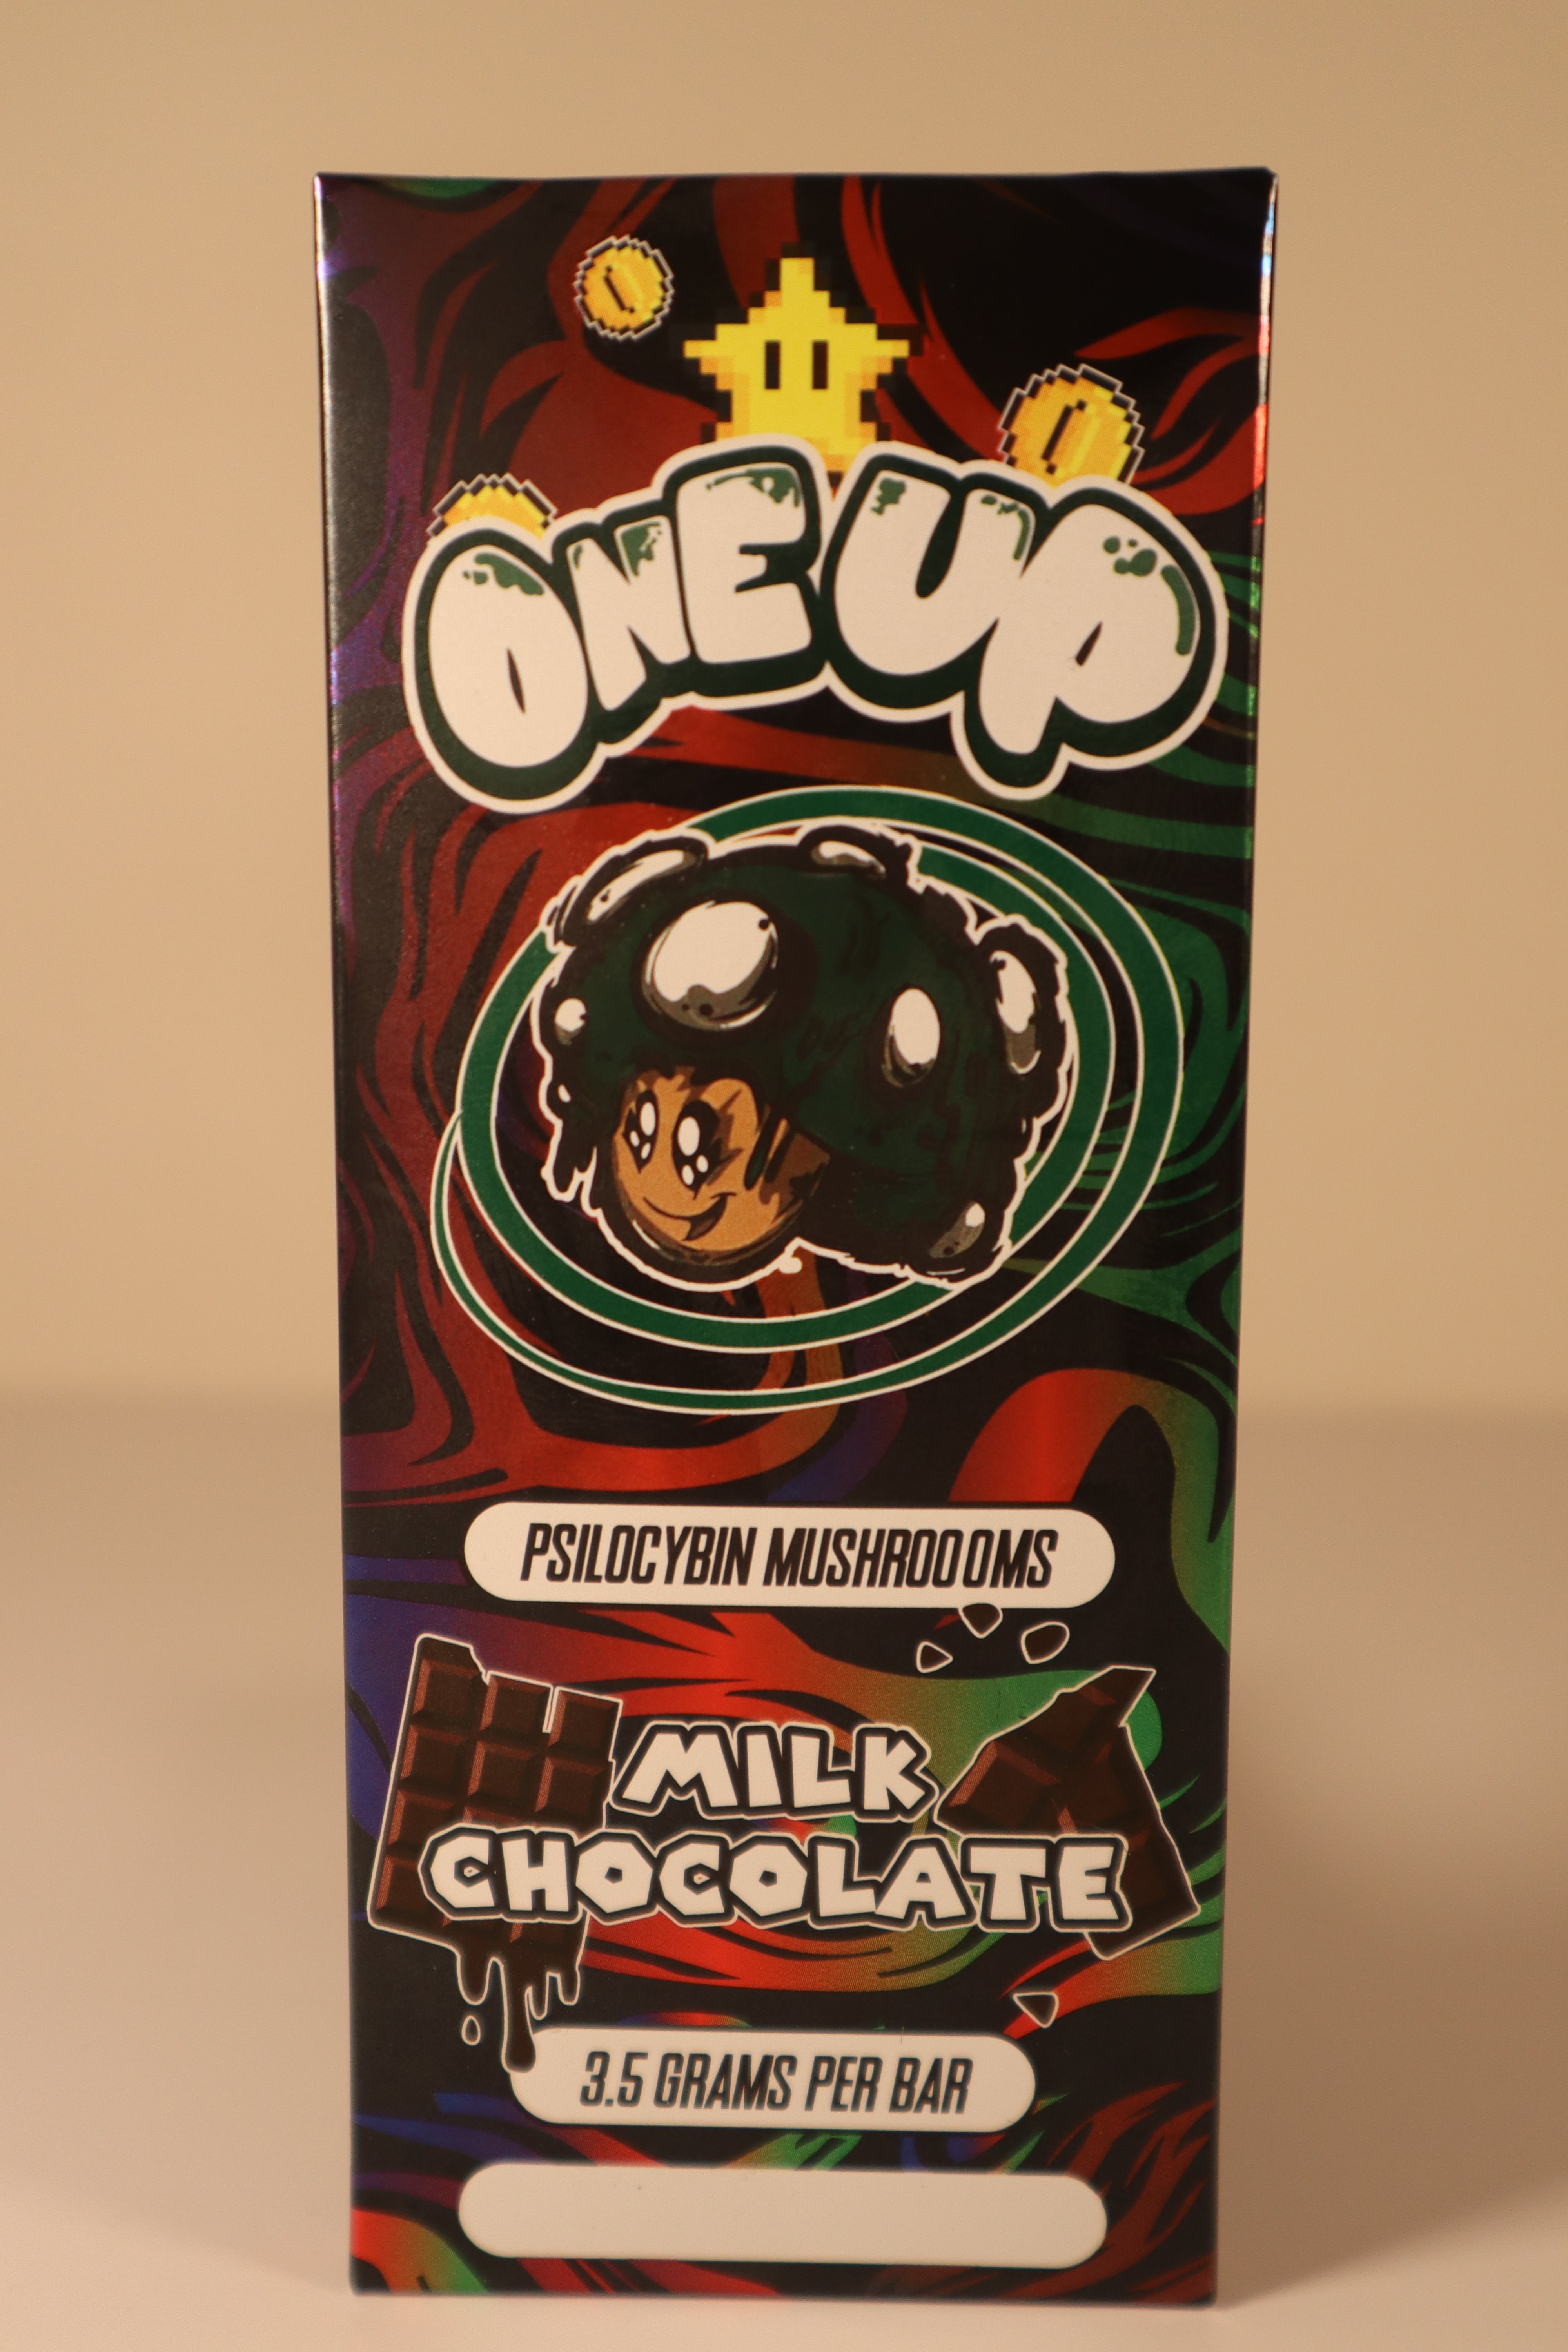 ONE UP
PSILOCYBIN MUSHROOOMS
MILK
CHOCOLATE
3.5 GRAMS PER BAR